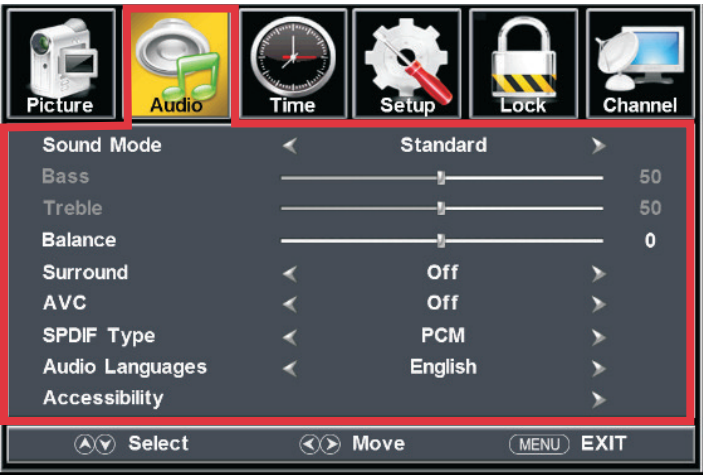 Picture Audio Time Setup Lock Channel
Sound Mode Standard
Bass 50
Treble 50
Balance 0
Surround Off
AVC Off
SPDIF Type PCM
Audio Languages English
Accessibility
Select Move MENU EXIT